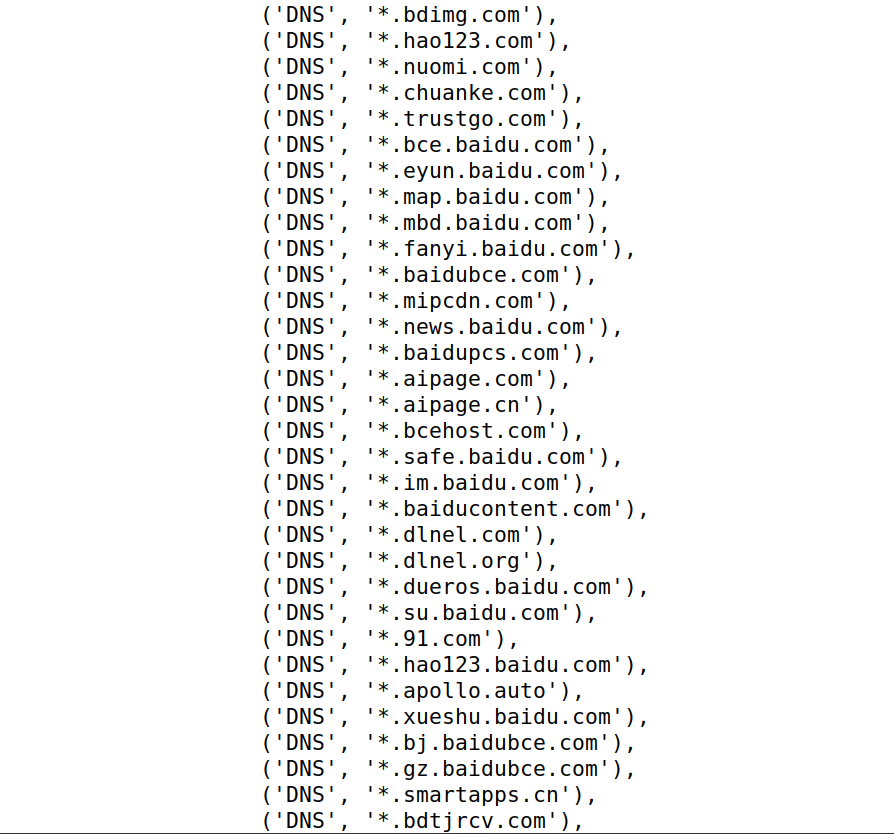 ('DNS', '*.bdimg.com'),
('DNS', '*.hao123.com'),
('DNS', '*.nuomi.com'),
('DNS', '*.chuanke.com'),
('DNS', '*.trustgo.com'),
('DNS', '*.bce.baidu.com'),
('DNS', '*.eyun.baidu.com'),
('DNS', '*.map.baidu.com'),
('DNS', '*.mbd.baidu.com'),
('DNS', '*.fanyi.baidu.com'),
('DNS', '*.baidubce.com'),
('DNS', '*.mipcdn.com'),
('DNS', '*.news.baidu.com'),
('DNS', '*.baidupcs.com'),
('DNS', '*.aipage.com'),
('DNS', '*.aipage.cn'),
('DNS', '*.bcehost.com'),
('DNS', '*.safe.baidu.com'),
('DNS', '*.im.baidu.com'),
('DNS', '*.baiducontent.com'),
('DNS', '*.dlnel.com'),
('DNS', '*.dlnel.org'),
('DNS', '*.dueros.baidu.com'),
('DNS', '*.su.baidu.com'),
('DNS', '*.91.com'),
('DNS', '*.hao123.baidu.com'),
('DNS', '*.apollo.auto'),
('DNS', '*.xueshu.baidu.com'),
('DNS', '*.bj.baidubce.com'),
('DNS', '*.gz.baidubce.com'),
('DNS', '*.smartapps.cn'),
('DNS', '*.bdtjrcv.com'),